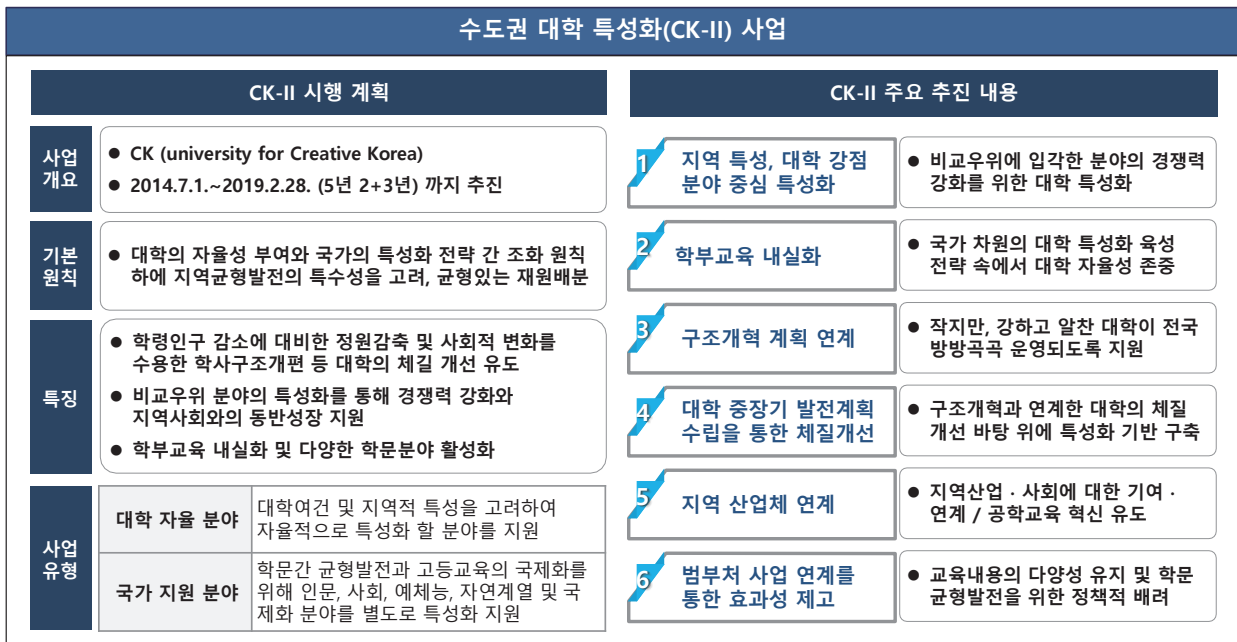 수도권 대학 특성화(CK-II) 사업
CK-II 시행 계획
사업
개요
● CK (university for Creative Korea)
● 2014.7.1.~2019.2.28. (5년 2+3년) 까지 추진
기본
원칙
● 대학의 자율성 부여와 국가의 특성화 전략 간 조화 원칙
하에 지역균형발전의 특수성을 고려, 균형있는 재원배분
특징
● 학령인구 감소에 대비한 정원감축 및 사회적 변화를
수용한 학사구조개편 등 대학의 체길 개선 유도
● 비교우위 분야의 특성화를 통해 경쟁력 강화와
지역사회와의 동반성장 지원
● 학부교육 내실화 및 다양한 학문분야 활성화
사업
유형
대학 자율 분야
대학여건 및 지역적 특성을 고려하여
자율적으로 특성화 할 분야를 지원
국가 지원 분야
학문간 균형발전과 고등교육의 국제화를
위해 인문, 사회, 예체능, 자연계열 및 국
제화 분야를 별도로 특성화 지원
CK-II 주요 추진 내용
1
지역 특성, 대학 강점
분야 중심 특성화
● 비교우위에 입각한 분야의 경쟁력
강화를 위한 대학 특성화
2
학부교육 내실화
● 국가 차원의 대학 특성화 육성
전략 속에서 대학 자율성 존중
3
구조개혁 계획 연계
● 작지만, 강하고 알찬 대학이 전국
방방곡곡 운영되도록 지원
4
대학 중장기 발전계획
수립을 통한 체질개선
● 구조개혁과 연계한 대학의 체질
개선 바탕 위에 특성화 기반 구축
5
지역 산업체 연계
● 지역산업 · 사회에 대한 기여 ·
연계 / 공학교육 혁신 유도
6
범부처 사업 연계를
통한 효과성 제고
● 교육내용의 다양성 유지 및 학문
균형발전을 위한 정책적 배려